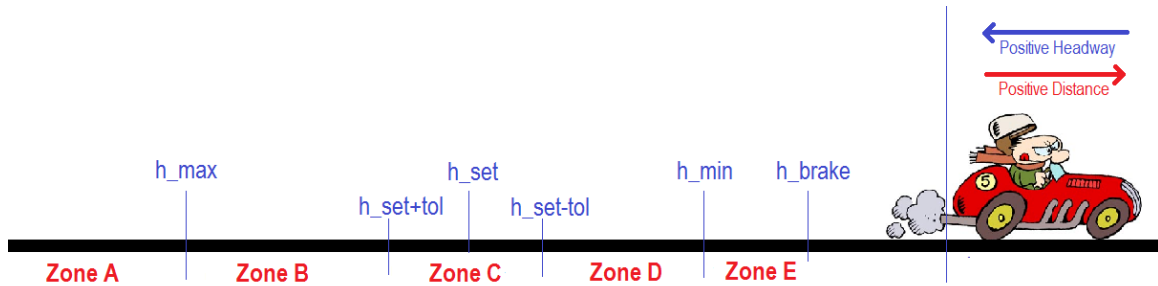 Positive Headway
Positive Distance
h_max
h_set
h_min
h_brake
h_set+tol
h_set-tol
5
Zone A
Zone B
Zone C
Zone D
Zone E